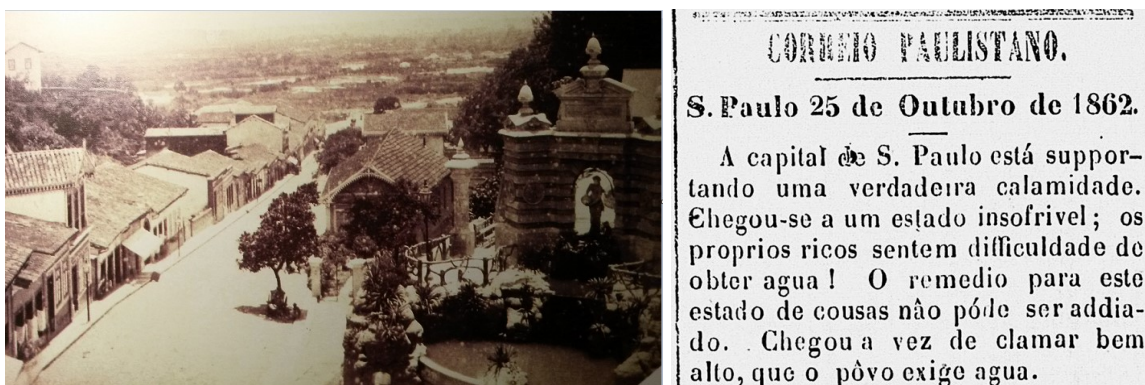 CORREIO PAULISTANO.
S. Paulo 25 de Outubro de 1862.
A capital de S. Paulo está suppor-
tando uma verdadeira calamidade.
Chegou-se a um estado insofrivel; os
proprios ricos sentem difficuldade de
obter agua! O remedio para este
estado de cousas não póde ser addia-
do. Chegou a vez de clamar bem
alto, que o pôvo exige agua.